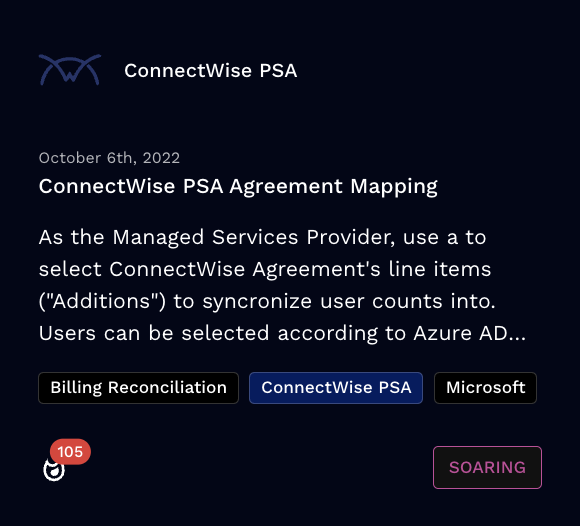 ConnectWise PSA
October 6th, 2022
ConnectWise PSA Agreement Mapping
As the Managed Services Provider, use a to
select ConnectWise Agreement's line items
("Additions") to syncronize user counts into.
Users can be selected according to Azure AD...
Billing Reconciliation ConnectWise PSA Microsoft
105
SOARING